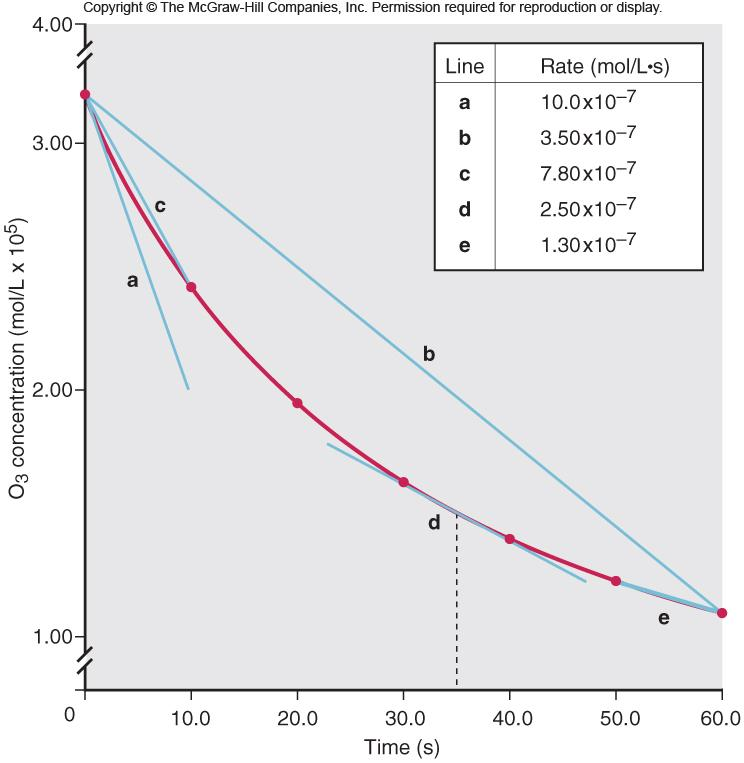 Copyright © The McGraw-Hill Companies, Inc. Permission required for reproduction or display.
4.00
Line Rate (mol/L•s)
a 10.0x10⁻⁷
b 3.50x10⁻⁷
c 7.80x10⁻⁷
d 2.50x10⁻⁷
e 1.30x10⁻⁷
3.00
c
a
b
2.00
d
e
1.00
O₃ concentration (mol/L x 10⁵)
0 10.0 20.0 30.0 40.0 50.0 60.0
Time (s)